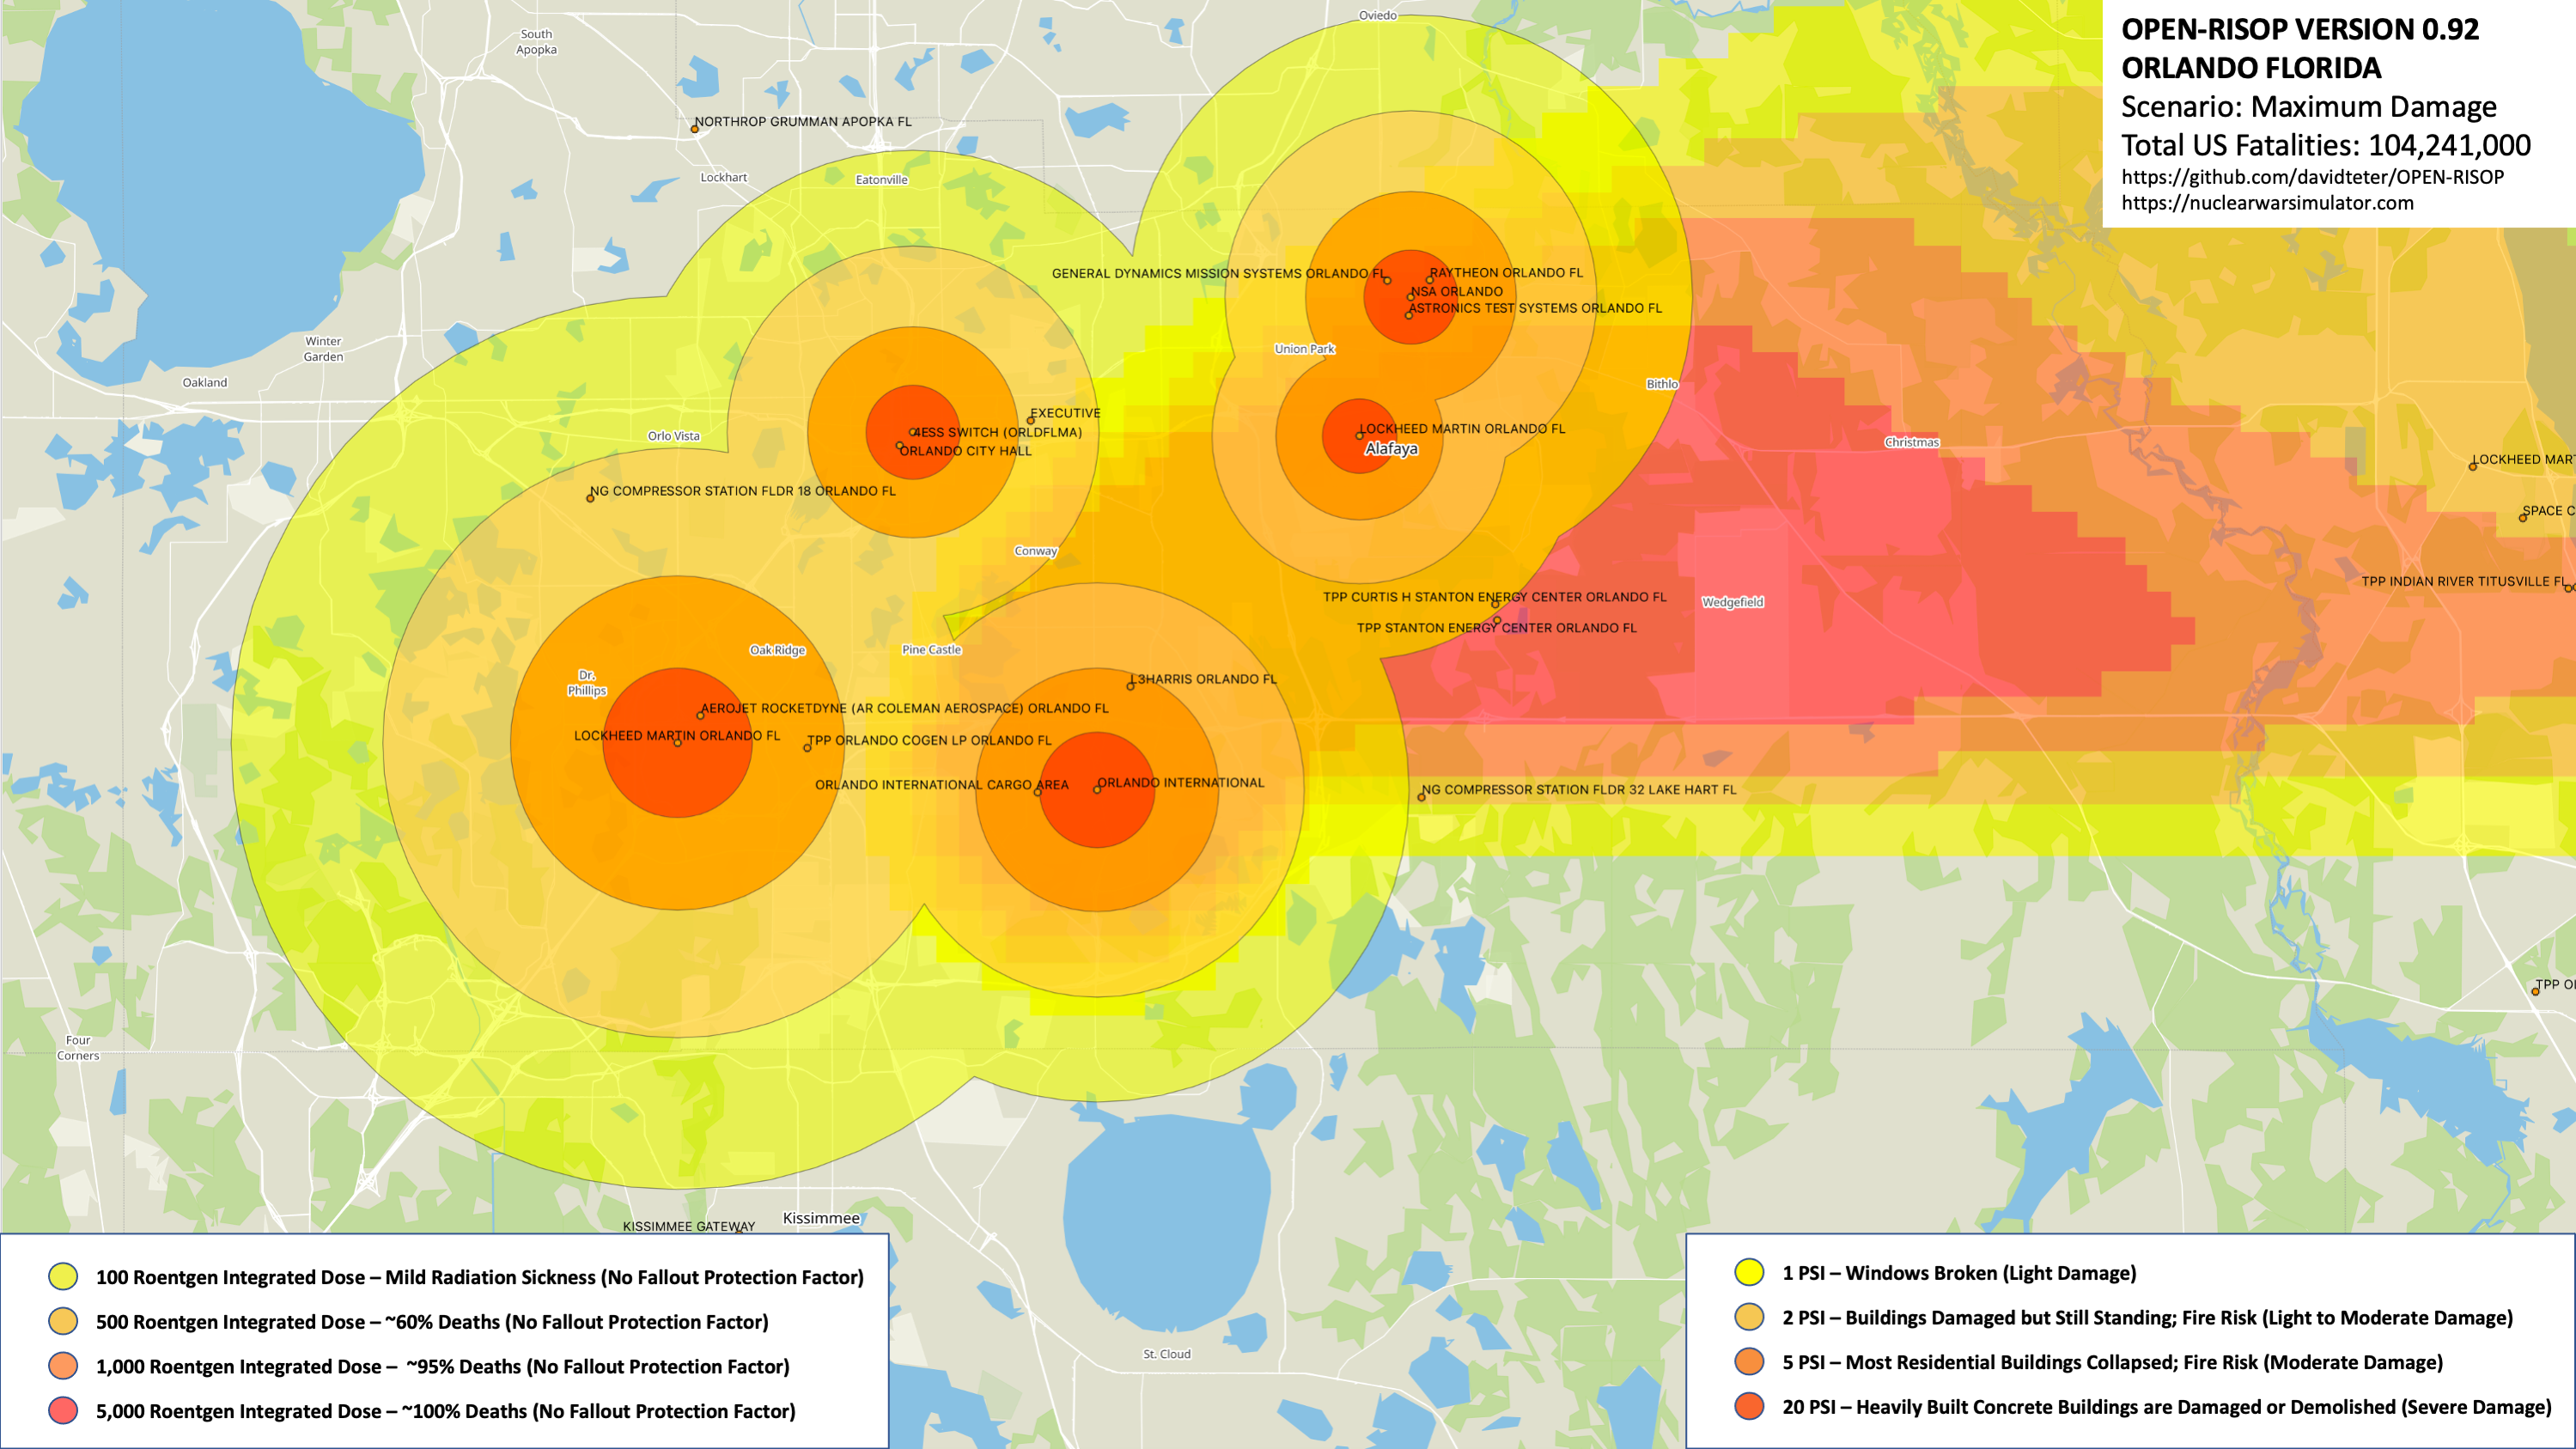 OPEN-RISOP VERSION 0.92
ORLANDO FLORIDA
Scenario: Maximum Damage
Total US Fatalities: 104,241,000
https://github.com/davidteter/OPEN-RISOP
https://nuclearwarsimulator.com
Oviedo
South
Apopka
NORTHROP GRUMMAN APOPKA FL
Lockhart
Eatonville
GENERAL DYNAMICS MISSION SYSTEMS ORLANDO FL
RAYTHEON ORLANDO FL
NSA ORLANDO
ASTRONICS TEST SYSTEMS ORLANDO FL
Winter
Garden
Union Park
Oakland
Bithlo
EXECUTIVE
Orlo Vista
4ESS SWITCH (ORLDFLMA)
ORLANDO CITY HALL
LOCKHEED MARTIN ORLANDO FL
Alafaya
Christmas
LOCKHEED MART
NG COMPRESSOR STATION FLDR 18 ORLANDO FL
SPACE C
Conway
TPP INDIAN RIVER TITUSVILLE FL
TPP CURTIS H STANTON ENERGY CENTER ORLANDO FL
Wedgefield
TPP STANTON ENERGY CENTER ORLANDO FL
Oak Ridge
Pine Castle
Dr.
Phillips
L3HARRIS ORLANDO FL
AEROJET ROCKETDYNE (AR COLEMAN AEROSPACE) ORLANDO FL
LOCKHEED MARTIN ORLANDO FL
TPP ORLANDO COGEN LP ORLANDO FL
ORLANDO INTERNATIONAL CARGO AREA
ORLANDO INTERNATIONAL
NG COMPRESSOR STATION FLDR 32 LAKE HART FL
TPP O
Four
Corners
Kissimmee
KISSIMMEE GATEWAY
St. Cloud
100 Roentgen Integrated Dose – Mild Radiation Sickness (No Fallout Protection Factor)
500 Roentgen Integrated Dose – ~60% Deaths (No Fallout Protection Factor)
1,000 Roentgen Integrated Dose – ~95% Deaths (No Fallout Protection Factor)
5,000 Roentgen Integrated Dose – ~100% Deaths (No Fallout Protection Factor)
1 PSI – Windows Broken (Light Damage)
2 PSI – Buildings Damaged but Still Standing; Fire Risk (Light to Moderate Damage)
5 PSI – Most Residential Buildings Collapsed; Fire Risk (Moderate Damage)
20 PSI – Heavily Built Concrete Buildings are Damaged or Demolished (Severe Damage)